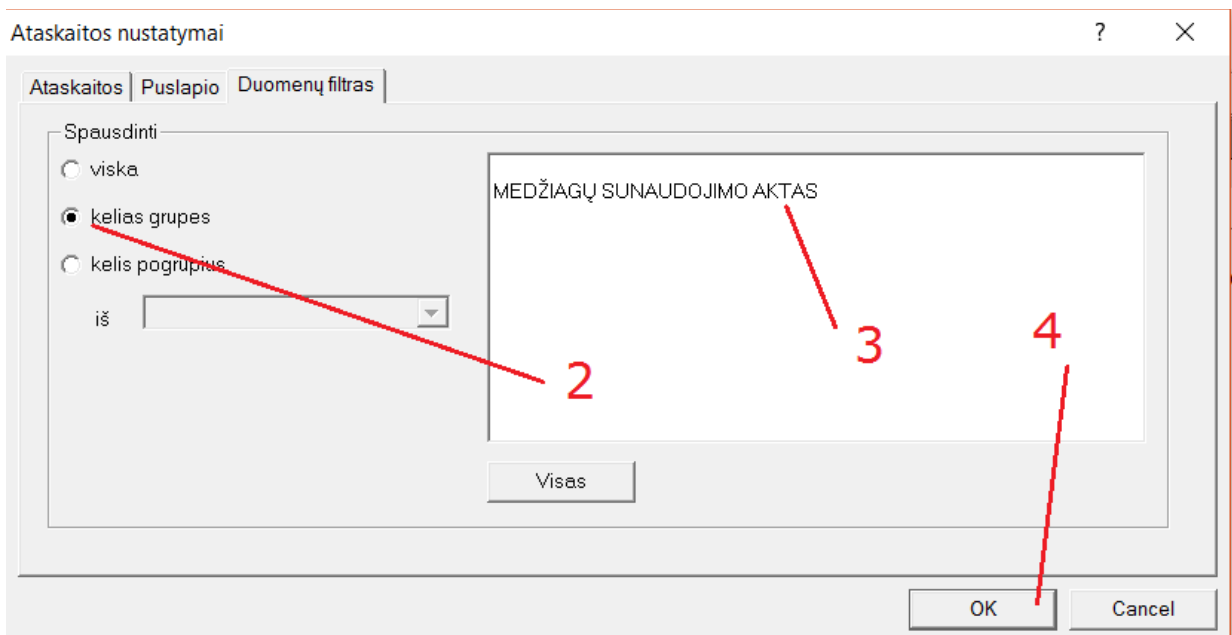 Ataskaitos nustatymai
?
Ataskaitos Puslapio Duomenų filtras
Spausdinti
viska
kelias grupes
kelis pogrupius
iš
MEDŽIAGŲ SUNAUDOJIMO AKTAS
2
3
4
Visas
OK Cancel